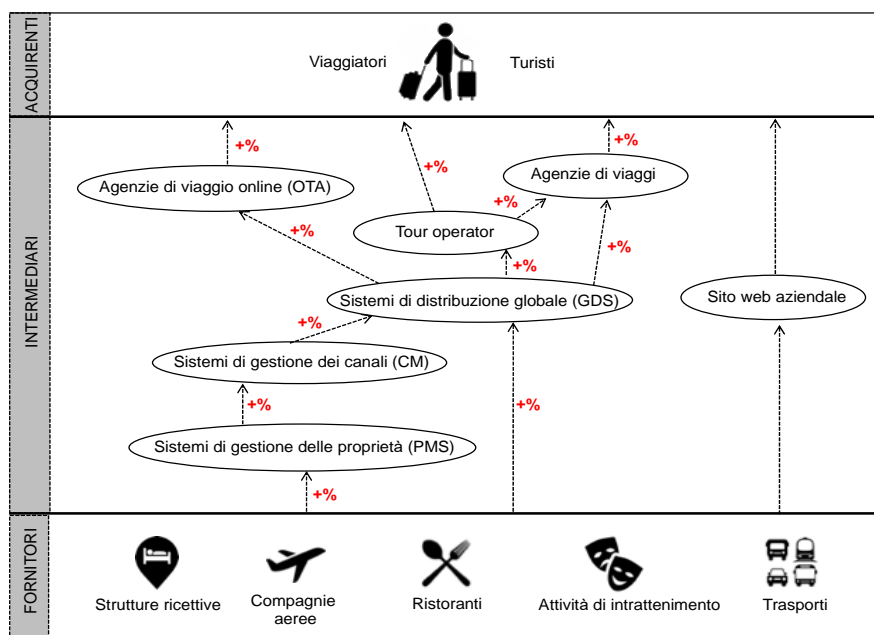 ACQUIRENTI
Viaggiatori
Turisti
INTERMEDIARI
+%
+%
+%
Agenzie di viaggio online (OTA)
Agenzie di viaggi
+%
+%
Tour operator
+%
+%
+%
Sistemi di distribuzione globale (GDS)
Sito web aziendale
+%
Sistemi di gestione dei canali (CM)
+%
+%
Sistemi di gestione delle proprietà (PMS)
+%
FORNITORI
Strutture ricettive
Compagnie
aeree
Ristoranti
Attività di intrattenimento
Trasporti